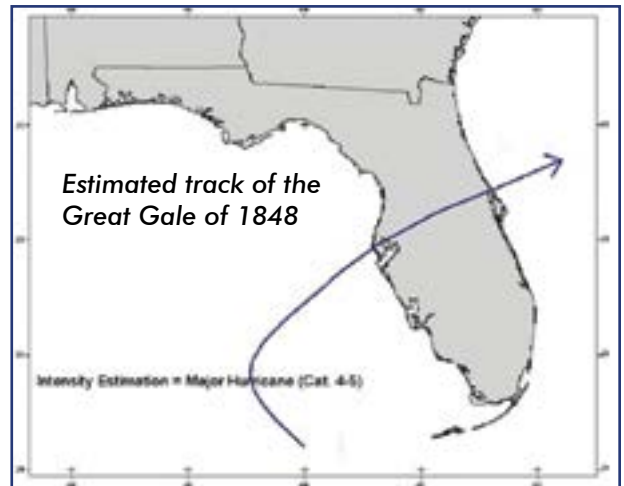 Estimated track of the
Great Gale of 1848
Intensity Estimation = Major Hurricane (Cat. 4-5)